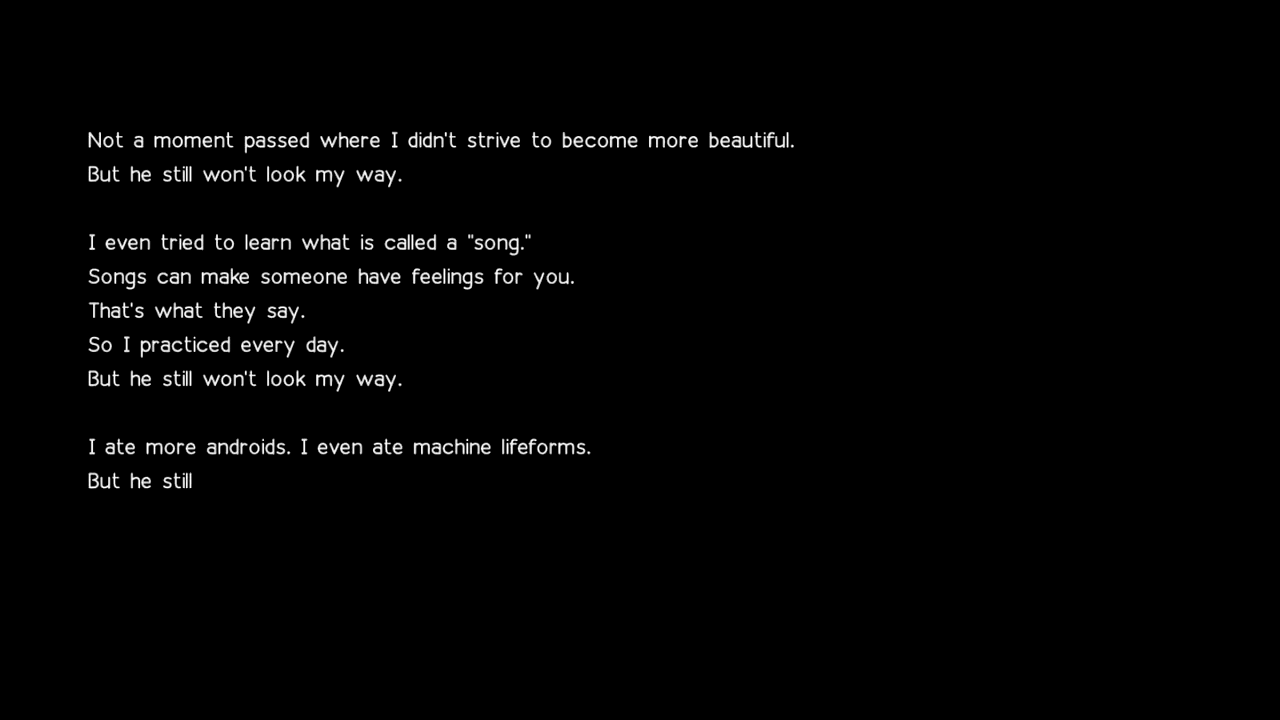 Not a moment passed where I didn't strive to become more beautiful.
But he still won't look my way.
I even tried to learn what is called a "song."
Songs can make someone have feelings for you.
That's what they say.
So I practiced every day.
But he still won't look my way.
I ate more androids. I even ate machine lifeforms.
But he still